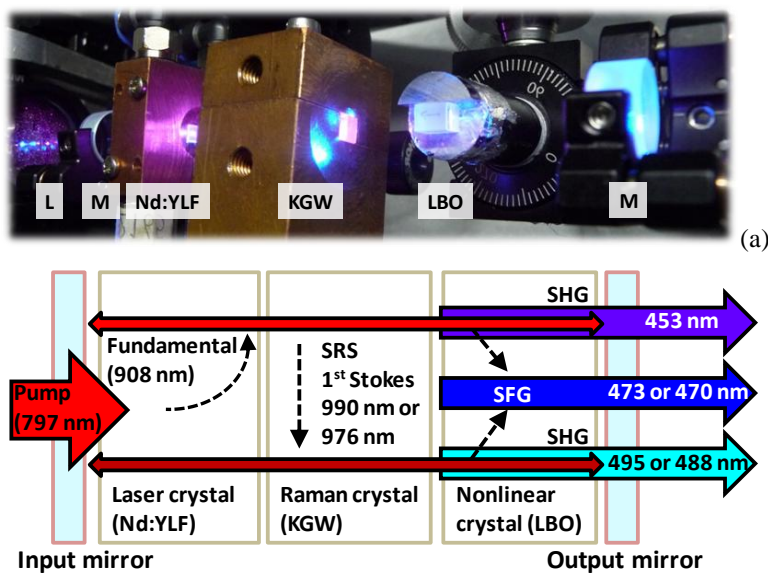 OR
0
L
M
Nd:YLF
KGW
LBO
M
(a)
SHG
453 nm
Fundamental
(908 nm)
SRS
1st Stokes
990 nm or
976 nm
Pump
(797 nm)
SFG
473 or 470 nm
SHG
495 or 488 nm
Laser crystal
(Nd:YLF)
Raman crystal
(KGW)
Nonlinear
crystal (LBO)
Input mirror
Output mirror